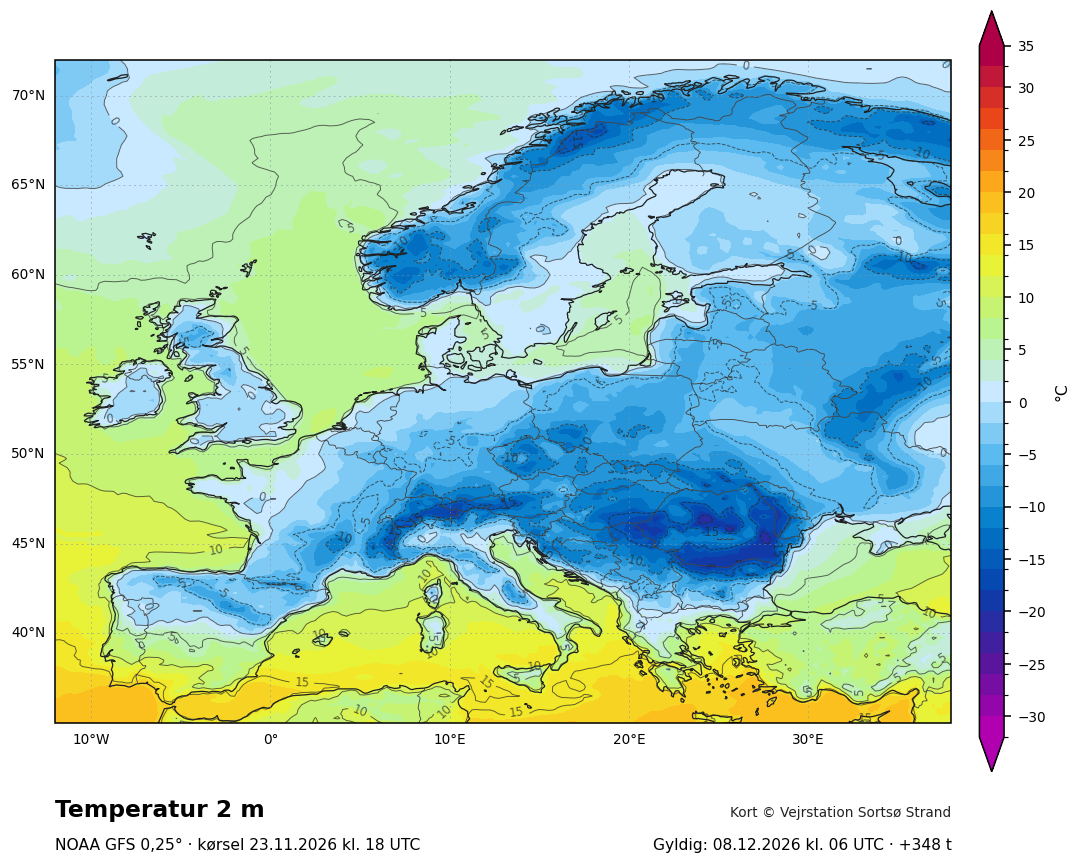 70°N
65°N
60°N
55°N
50°N
45°N
40°N
10°W
0°
10°E
20°E
30°E
35
30
25
20
15
10
5
0
−5
−10
−15
−20
−25
−30
°C
Temperatur 2 m
Kort © Vejrstation Sortsø Strand
NOAA GFS 0,25° · kørsel 23.11.2026 kl. 18 UTC
Gyldig: 08.12.2026 kl. 06 UTC · +348 t